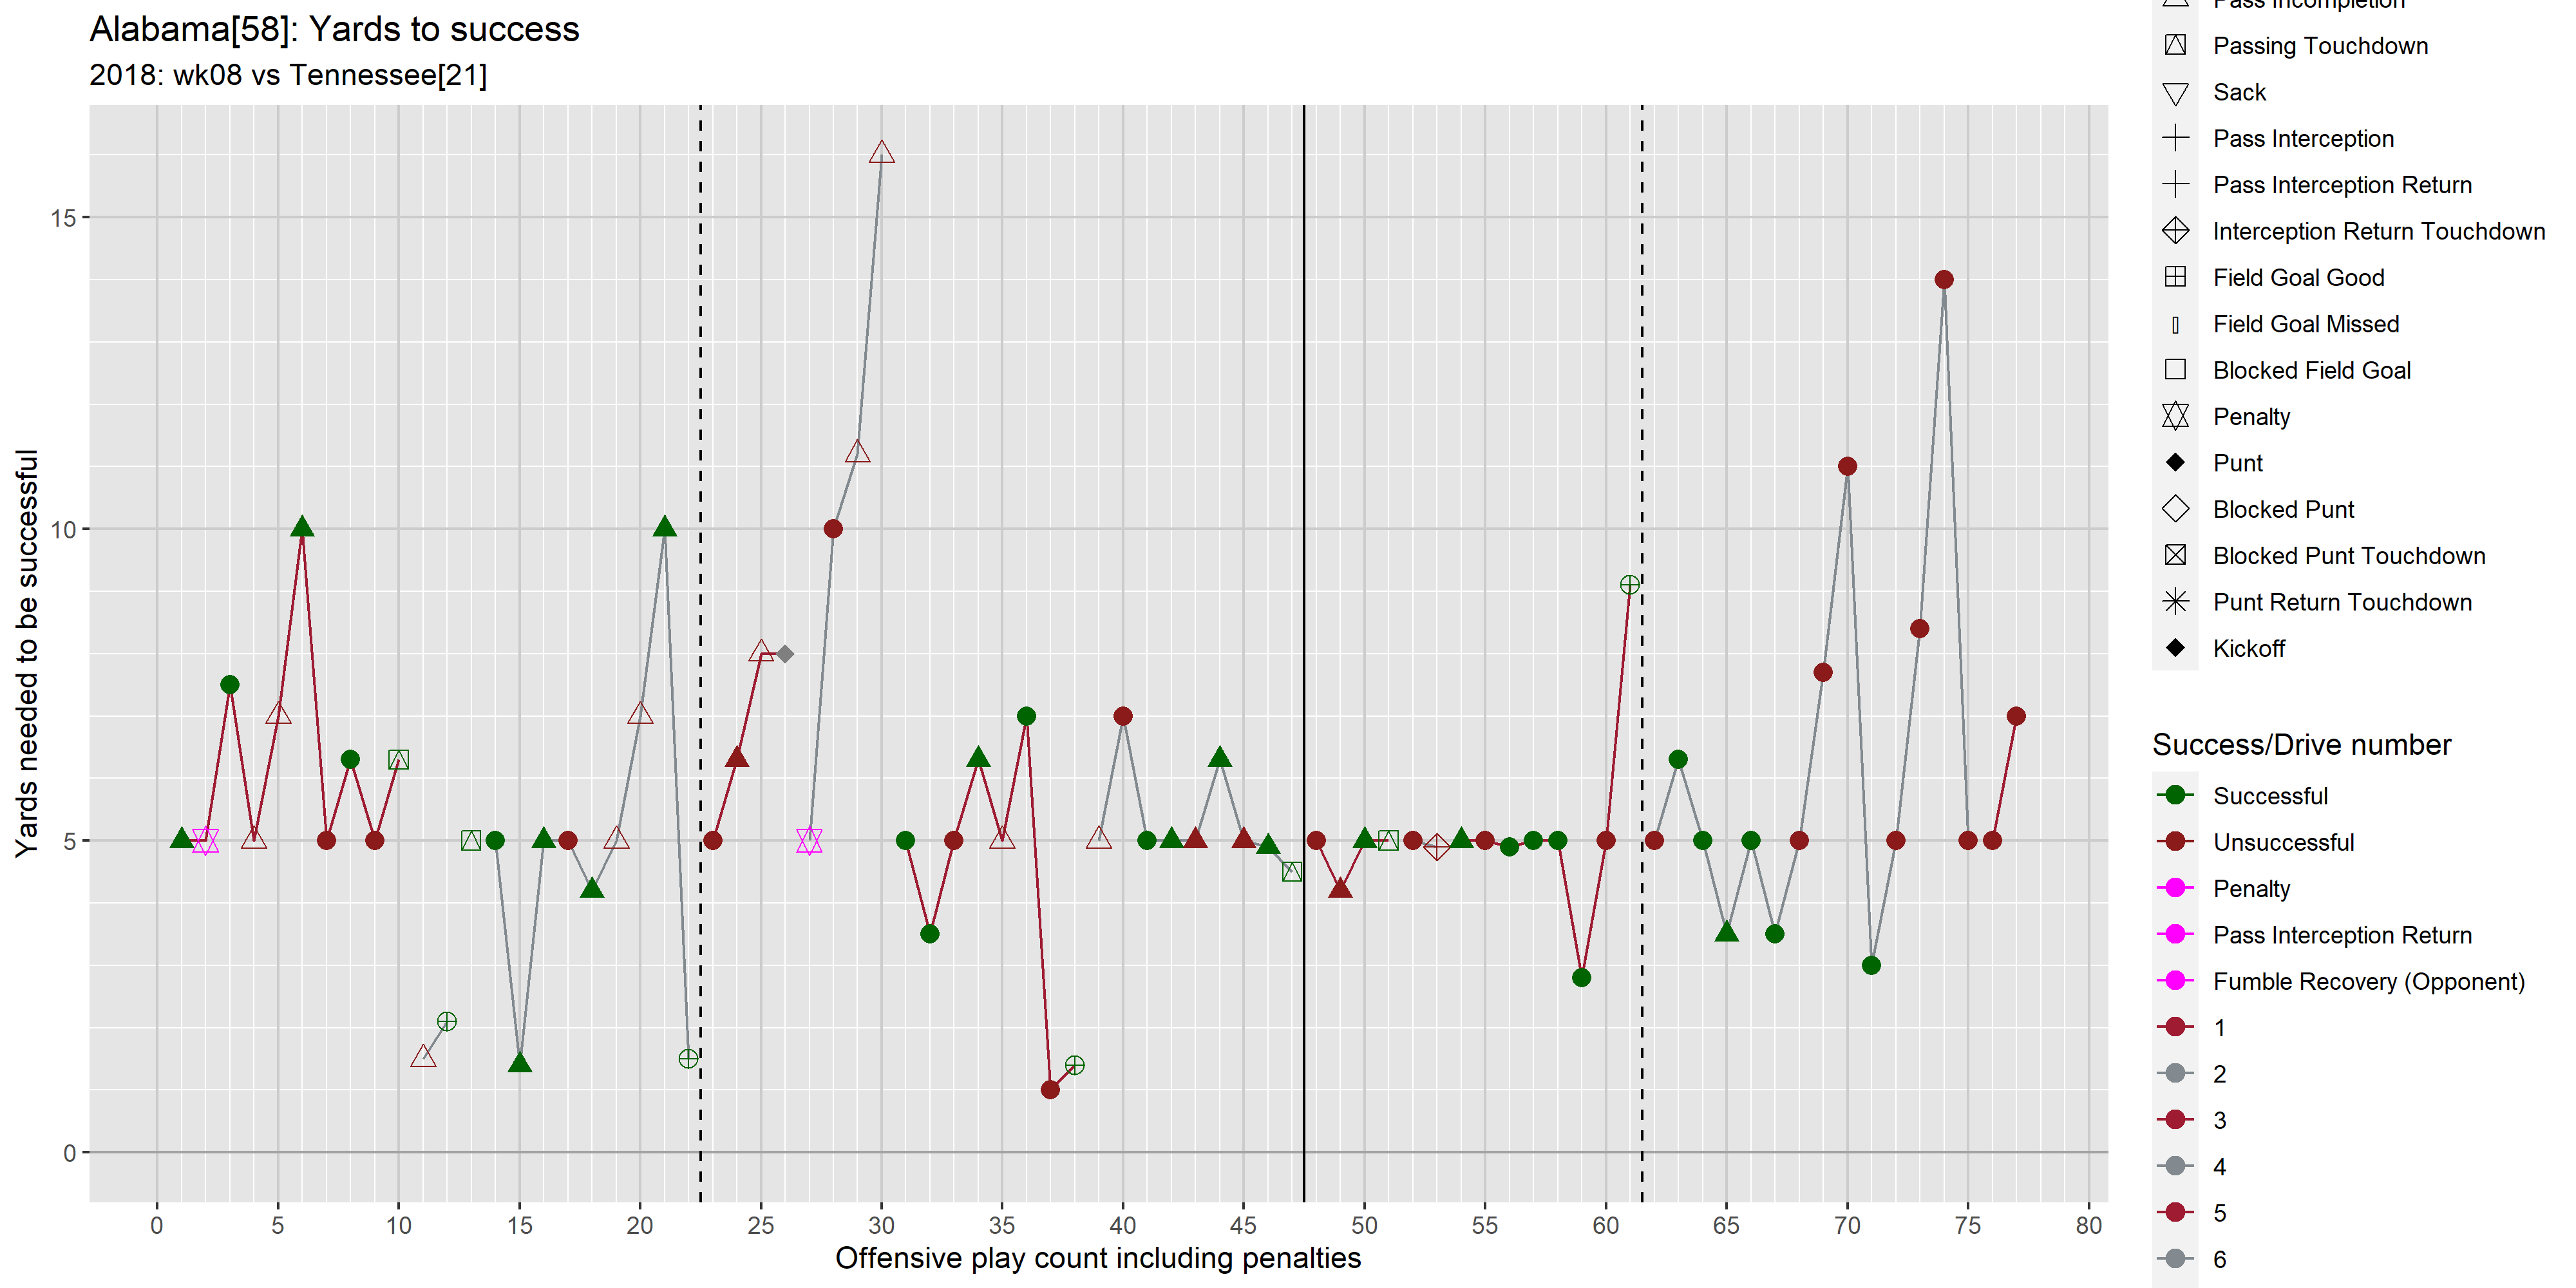 Alabama[58]: Yards to success
2018: wk08 vs Tennessee[21]
Yards needed to be successful
15
10
5
0
0 5 10 15 20 25 30 35 40 45 50 55 60 65 70 75 80
Offensive play count including penalties
Pass Incompletion
Passing Touchdown
Sack
Pass Interception
Pass Interception Return
Interception Return Touchdown
Field Goal Good
Field Goal Missed
Blocked Field Goal
Penalty
Punt
Blocked Punt
Blocked Punt Touchdown
Punt Return Touchdown
Kickoff
Success/Drive number
Successful
Unsuccessful
Penalty
Pass Interception Return
Fumble Recovery (Opponent)
1
2
3
4
5
6